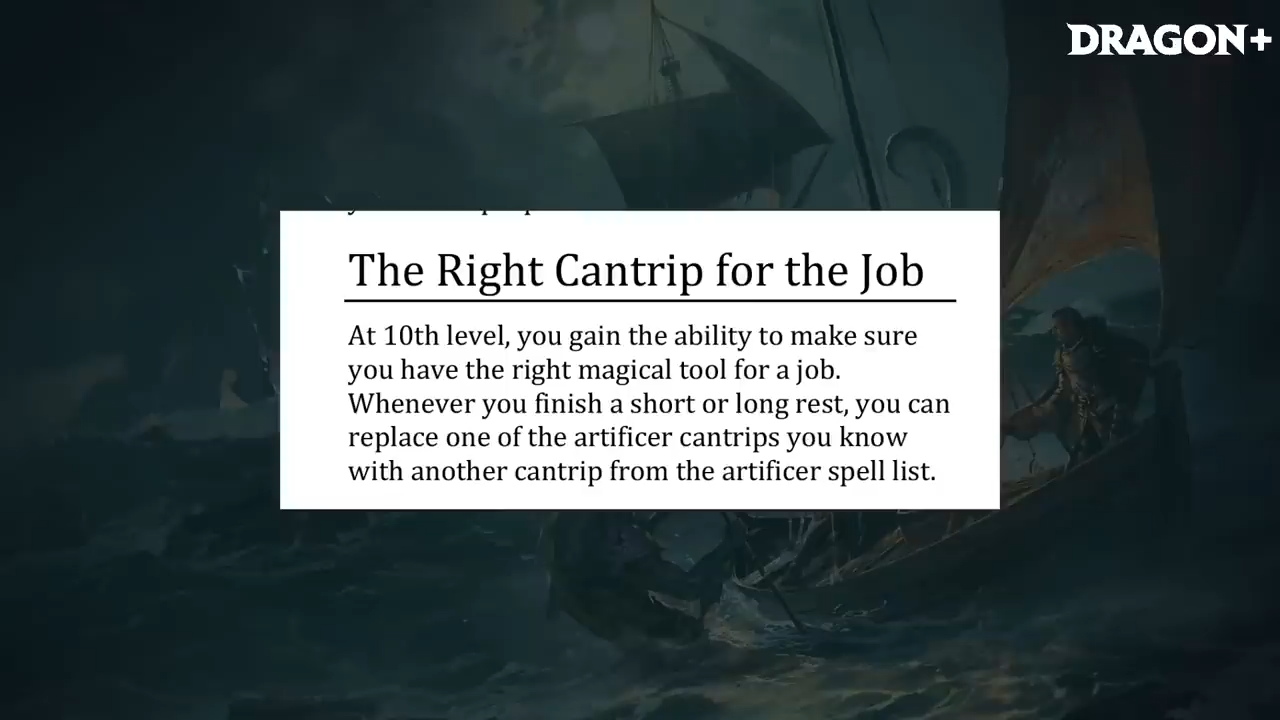 DRAGON+
The Right Cantrip for the Job
At 10th level, you gain the ability to make sure
you have the right magical tool for a job.
Whenever you finish a short or long rest, you can
replace one of the artificer cantrips you know
with another cantrip from the artificer spell list.